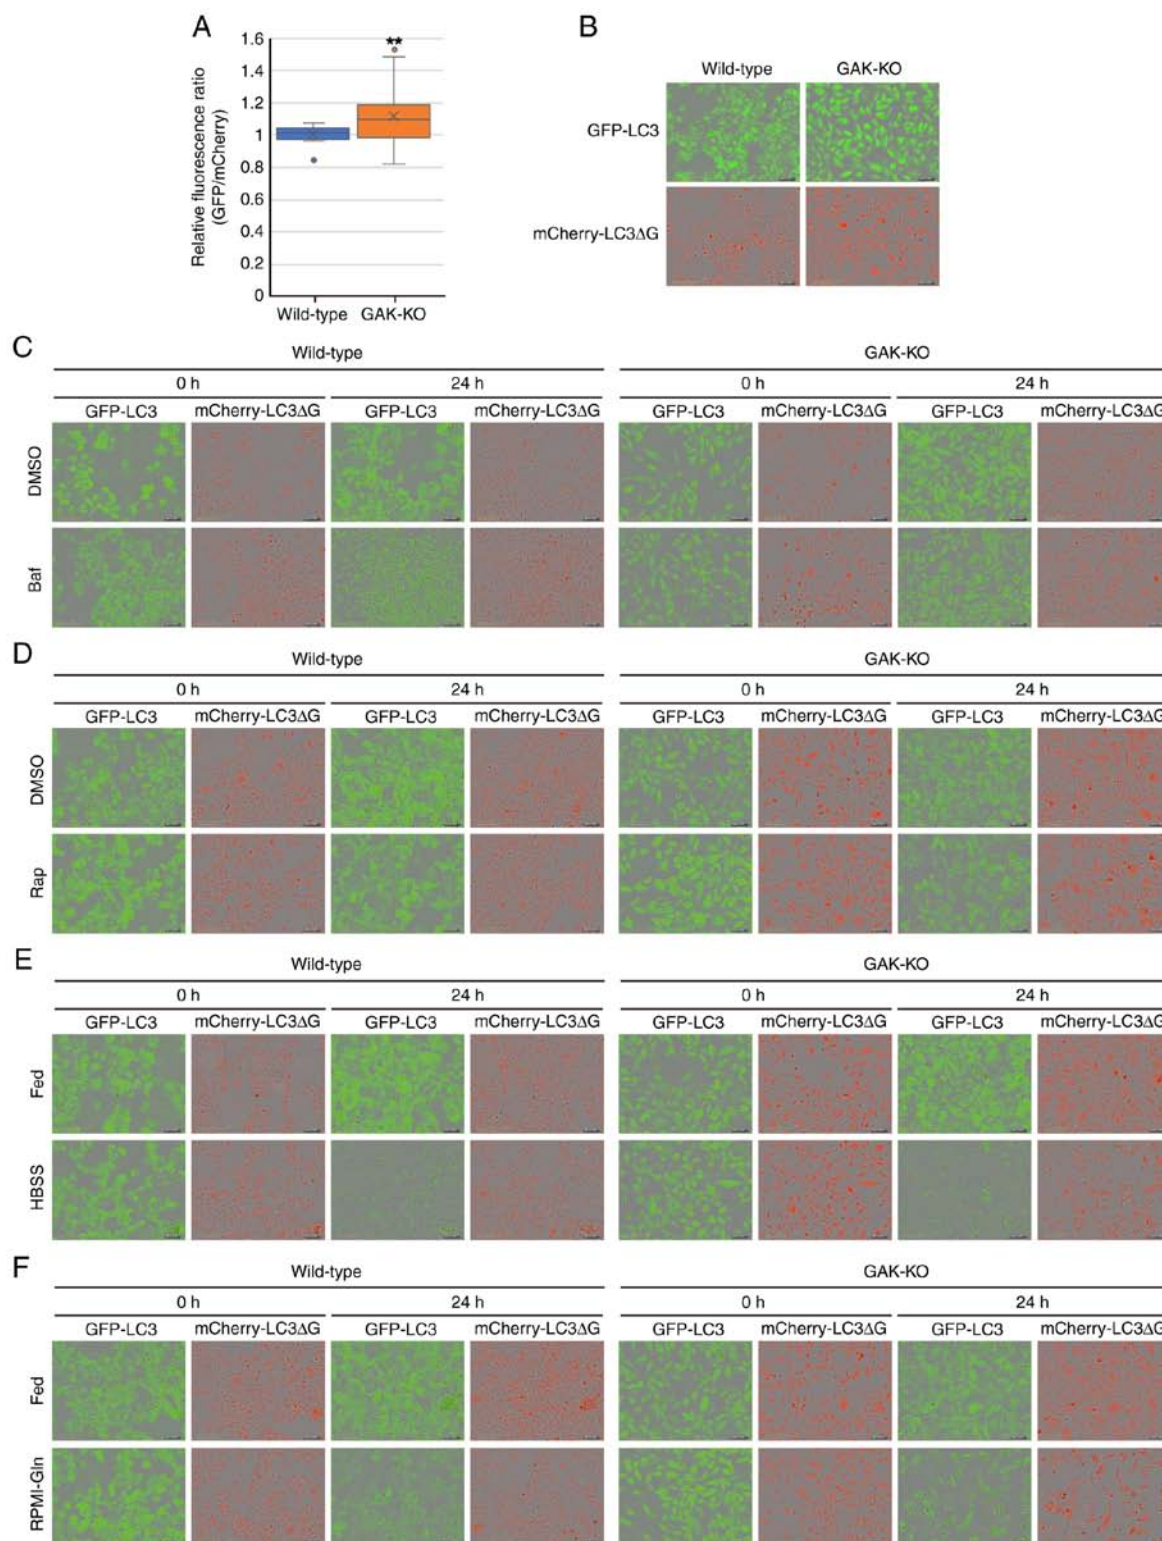 A
B
1.6
1.4
1.2
1
0.8
0.6
0.4
0.2
0
Relative fluorescence ratio
(GFP/mCherry)
★★
Wild-type GAK-KO
Wild-type GAK-KO
GFP-LC3
mCherry-LC3ΔG
C
Wild-type GAK-KO
0 h 24 h 0 h 24 h
GFP-LC3 mCherry-LC3ΔG GFP-LC3 mCherry-LC3ΔG GFP-LC3 mCherry-LC3ΔG GFP-LC3 mCherry-LC3ΔG
DMSO
Baf
D
Wild-type GAK-KO
0 h 24 h 0 h 24 h
GFP-LC3 mCherry-LC3ΔG GFP-LC3 mCherry-LC3ΔG GFP-LC3 mCherry-LC3ΔG GFP-LC3 mCherry-LC3ΔG
DMSO
Rap
E
Wild-type GAK-KO
0 h 24 h 0 h 24 h
GFP-LC3 mCherry-LC3ΔG GFP-LC3 mCherry-LC3ΔG GFP-LC3 mCherry-LC3ΔG GFP-LC3 mCherry-LC3ΔG
Fed
HBSS
F
Wild-type GAK-KO
0 h 24 h 0 h 24 h
GFP-LC3 mCherry-LC3ΔG GFP-LC3 mCherry-LC3ΔG GFP-LC3 mCherry-LC3ΔG GFP-LC3 mCherry-LC3ΔG
Fed
RPMI-Gln